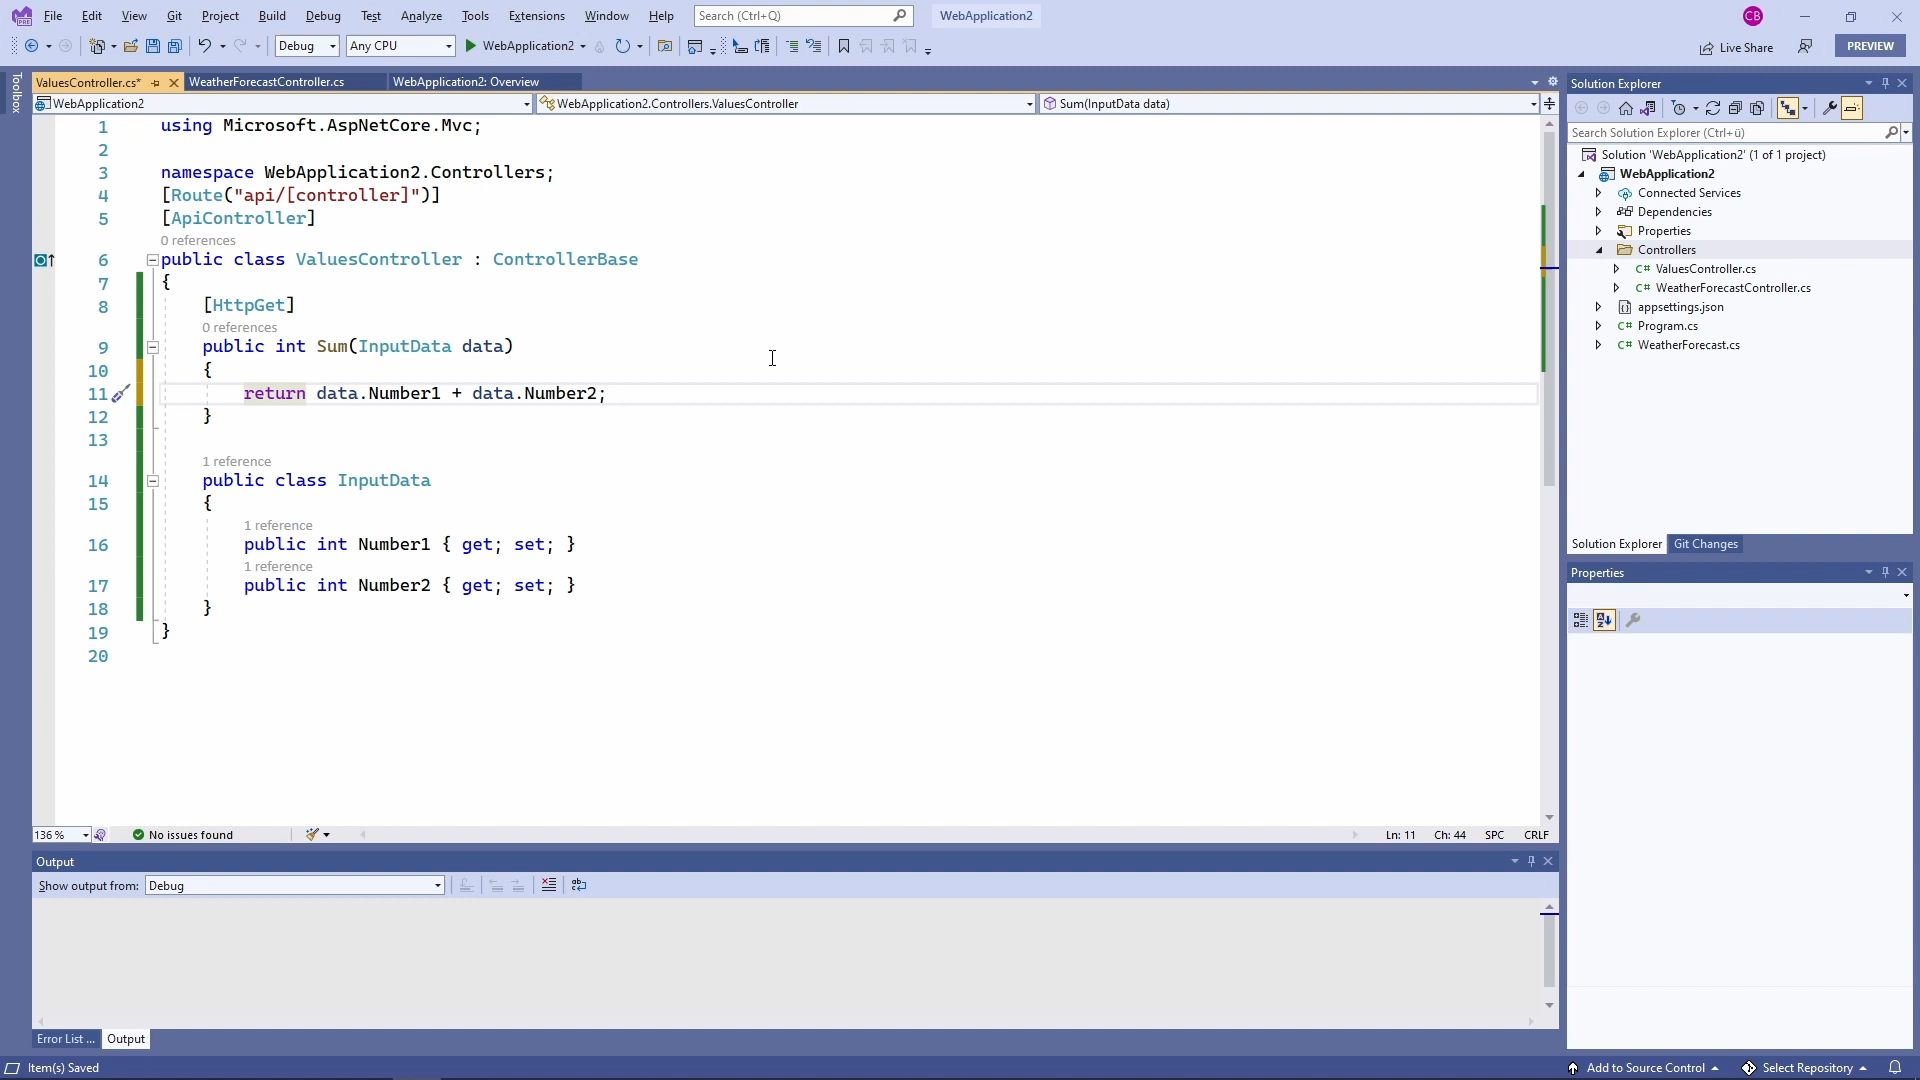 File Edit View Git Project Build Debug Test Analyze Tools Extensions Window Help Search (Ctrl+Q) WebApplication2 CB
Debug Any CPU WebApplication2 Live Share PREVIEW
Toolbox
ValuesController.cs* WeatherForecastController.cs WebApplication2: Overview
WebApplication2 WebApplication2.Controllers.ValuesController Sum(InputData data)
1 using Microsoft.AspNetCore.Mvc;
2
3 namespace WebApplication2.Controllers;
4 [Route("api/[controller]")]
5 [ApiController]
0 references
6 public class ValuesController : ControllerBase
7 {
8 [HttpGet]
0 references
9 public int Sum(InputData data)
10 {
11 return data.Number1 + data.Number2;
12 }
13
1 reference
14 public class InputData
15 {
1 reference
16 public int Number1 { get; set; }
1 reference
17 public int Number2 { get; set; }
18 }
19 }
20
136 % No issues found Ln: 11 Ch: 44 SPC CRLF
Output
Show output from: Debug
Error List ... Output
Solution Explorer
Search Solution Explorer (Ctrl+ü)
Solution 'WebApplication2' (1 of 1 project)
WebApplication2
Connected Services
Dependencies
Properties
Controllers
C# ValuesController.cs
C# WeatherForecastController.cs
appsettings.json
C# Program.cs
C# WeatherForecast.cs
Solution Explorer Git Changes
Properties
Item(s) Saved Add to Source Control Select Repository